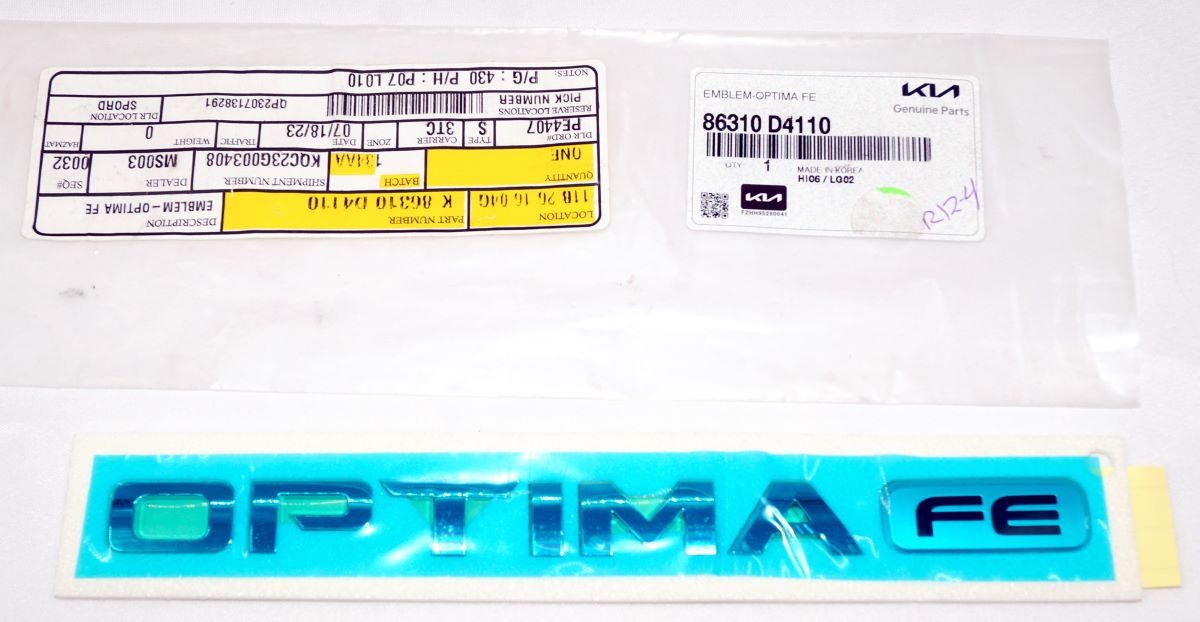 LOCATION
11B 26 16 04G
PART NUMBER
K 86310 D4110
DESCRIPTION
EMBLEM-OPTIMA FE
QUANTITY
ONE
BATCH
131AA
SHIPMENT NUMBER
KQC23G003408
DEALER
MS003
SEQ#
0032
DLR ORD#
PE4407
TYPE
S
CARRIER
3TC
ZONE
DATE
07/18/23
TRAFFIC
WEIGHT
0
HAZMAT
RESERVE LOCATIONS
PICK NUMBER
QP2307138291
DLR LOCATION
SPORD
NOTES:
P/G : 430 P/H : P07 L010
KIA
EMBLEM-OPTIMA FE
Genuine Parts
86310 D4110
QTY 1
MADE IN KOREA
HI06 / LG02
KIA
R12-4
OPTIMA FE